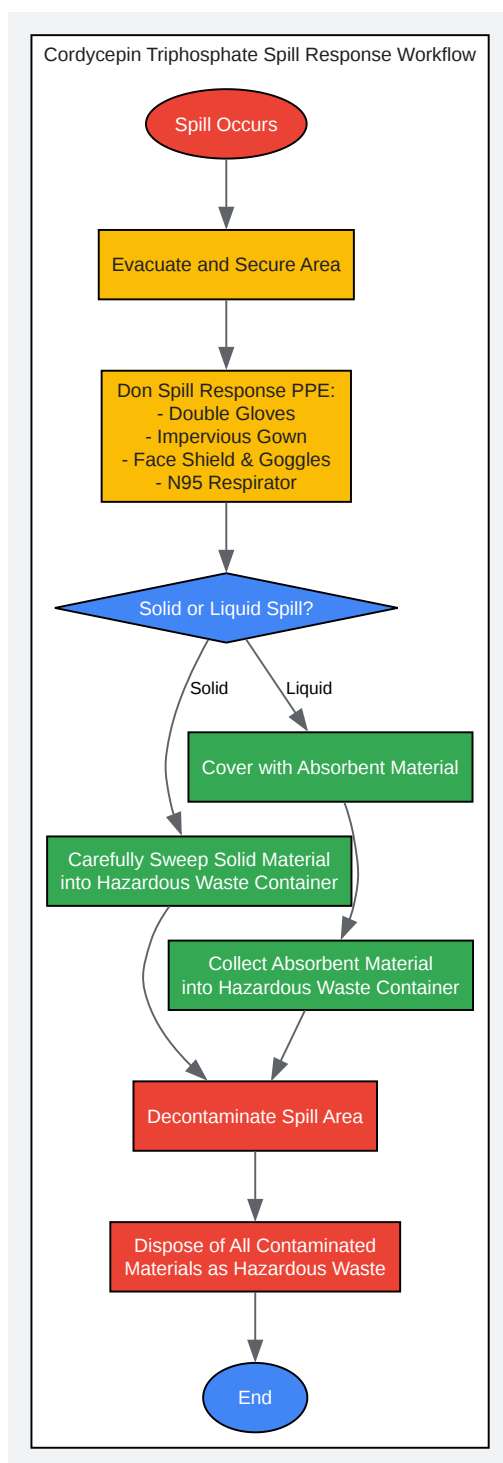 Cordycepin Triphosphate Spill Response Workflow
Spill Occurs
Evacuate and Secure Area
Don Spill Response PPE:
- Double Gloves
- Impervious Gown
- Face Shield & Goggles
- N95 Respirator
Solid or Liquid Spill?
Solid
Liquid
Cover with Absorbent Material
Carefully Sweep Solid Material
into Hazardous Waste Container
Collect Absorbent Material
into Hazardous Waste Container
Decontaminate Spill Area
Dispose of All Contaminated
Materials as Hazardous Waste
End